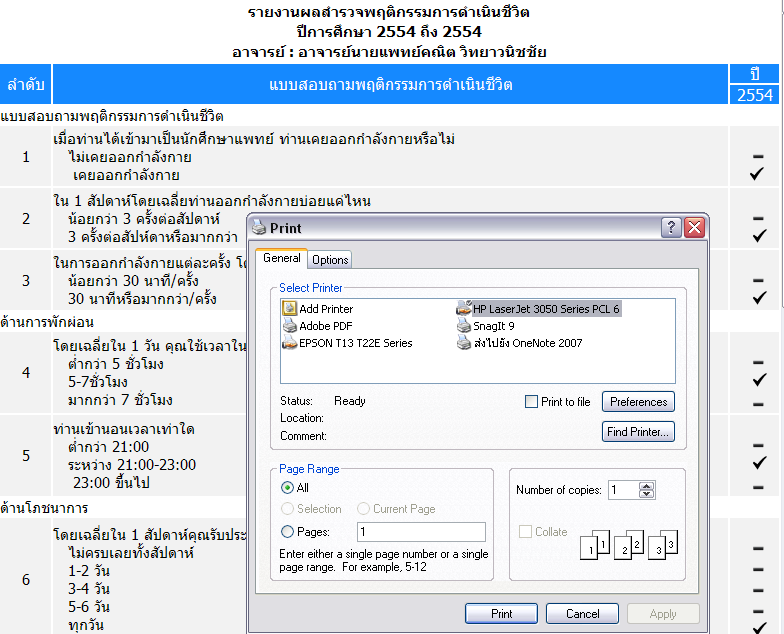 รายงานผลสำรวจพฤติกรรมการดำเนินชีวิต
ปีการศึกษา 2554 ถึง 2554
อาจารย์ : อาจารย์นายแพทย์คณิต วิทยาวนิชชัย
ลำดับ แบบสอบถามพฤติกรรมการดำเนินชีวิต ปี
2554
แบบสอบถามพฤติกรรมการดำเนินชีวิต
เมื่อท่านได้เข้ามาเป็นนักศึกษาแพทย์ ท่านเคยออกกำลังกายหรือไม่
1 ไม่เคยออกกำลังกาย –
เคยออกกำลังกาย ✓
ใน 1 สัปดาห์โดยเฉลี่ยท่านออกกำลังกายบ่อยแค่ไหน
2 น้อยกว่า 3 ครั้งต่อสัปดาห์ –
3 ครั้งต่อสัปห์ดาหรือมากกว่า ✓
ในการออกกำลังกายแต่ละครั้ง
3 น้อยกว่า 30 นาที/ครั้ง –
30 นาทีหรือมากกว่า/ครั้ง ✓
ด้านการพักผ่อน
โดยเฉลี่ยใน 1 วัน คุณใช้เวลาใน
4 ต่ำกว่า 5 ชั่วโมง –
5-7ชั่วโมง ✓
มากกว่า 7 ชั่วโมง –
ท่านเข้านอนเวลาเท่าใด
5 ต่ำกว่า 21:00 –
ระหว่าง 21:00-23:00 ✓
23:00 ขึ้นไป –
ด้านโภชนาการ
โดยเฉลี่ยใน 1 สัปดาห์คุณรับประ
ไม่ครบเลยทั้งสัปดาห์ –
1-2 วัน –
6 3-4 วัน –
5-6 วัน –
ทุกวัน ✓
Print
General Options
Select Printer
Add Printer HP LaserJet 3050 Series PCL 6
Adobe PDF SnagIt 9
EPSON T13 T22E Series ส่งไปยัง OneNote 2007
Status: Ready Print to file Preferences
Location:
Comment: Find Printer...
Page Range
All
Selection Current Page
Pages: 1
Enter either a single page number or a single
page range. For example, 5-12
Number of copies: 1
Collate
1 1 2 2 3 3
Print Cancel Apply